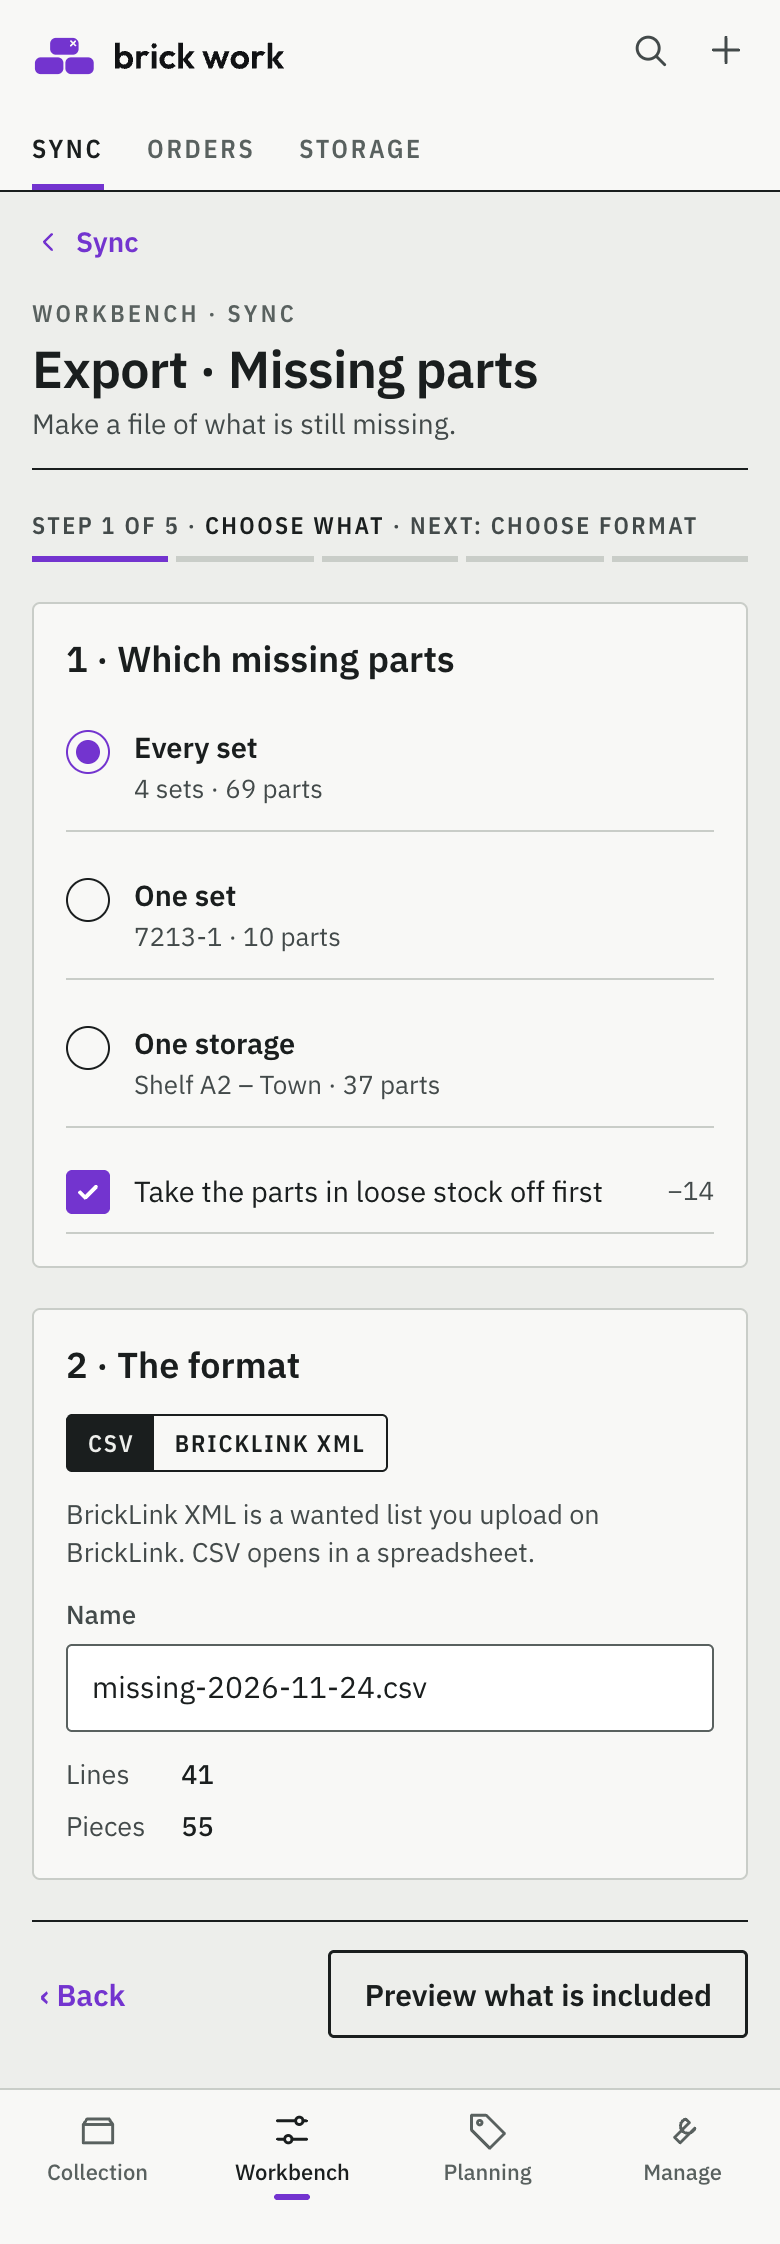 brick work
SYNC ORDERS STORAGE
Sync
WORKBENCH · SYNC
Export · Missing parts
Make a file of what is still missing.
STEP 1 OF 5 · CHOOSE WHAT · NEXT: CHOOSE FORMAT
1 · Which missing parts
Every set
4 sets · 69 parts
One set
7213-1 · 10 parts
One storage
Shelf A2 – Town · 37 parts
Take the parts in loose stock off first −14
2 · The format
CSV BRICKLINK XML
BrickLink XML is a wanted list you upload on
BrickLink. CSV opens in a spreadsheet.
Name
missing-2026-11-24.csv
Lines 41
Pieces 55
‹ Back Preview what is included
Collection Workbench Planning Manage